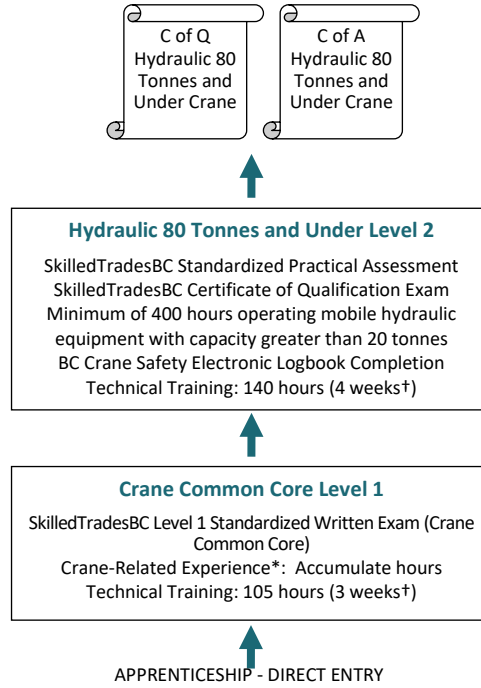 C of Q
Hydraulic 80
Tonnes and
Under Crane
C of A
Hydraulic 80
Tonnes and
Under Crane
Hydraulic 80 Tonnes and Under Level 2
SkilledTradesBC Standardized Practical Assessment
SkilledTradesBC Certificate of Qualification Exam
Minimum of 400 hours operating mobile hydraulic
equipment with capacity greater than 20 tonnes
BC Crane Safety Electronic Logbook Completion
Technical Training: 140 hours (4 weeks†)
Crane Common Core Level 1
SkilledTradesBC Level 1 Standardized Written Exam (Crane
Common Core)
Crane-Related Experience*: Accumulate hours
Technical Training: 105 hours (3 weeks†)
APPRENTICESHIP - DIRECT ENTRY